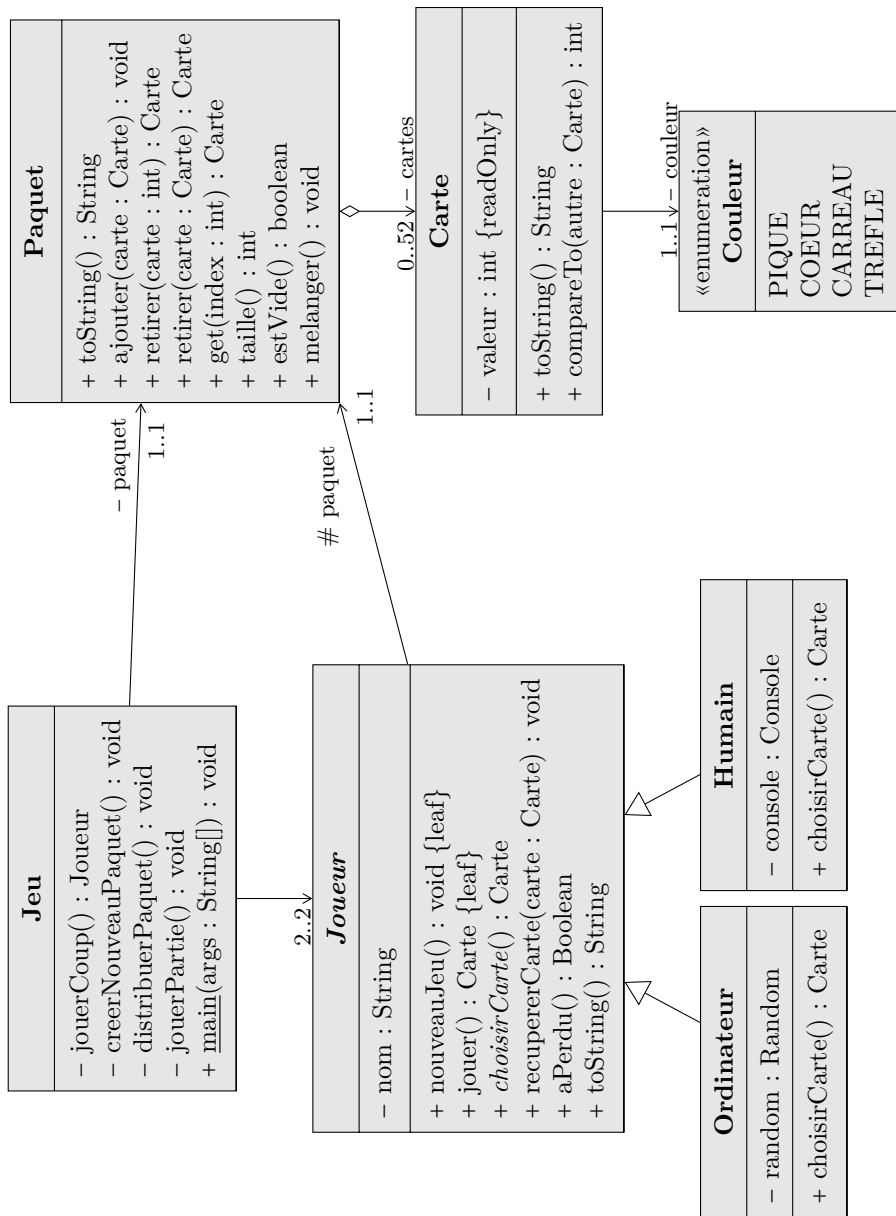 Jeu
– jouerCoup() : Joueur
– creerNouveauPaquet() : void
– distribuerPaquet() : void
– jouerPartie() : void
+ main(args : String[]) : void
– paquet
1..1
Paquet
+ toString() : String
+ ajouter(carte : Carte) : void
+ retirer(carte : int) : Carte
+ retirer(carte : Carte) : Carte
+ get(index : int) : Carte
+ taille() : int
+ estVide() : boolean
+ melanger() : void
2..2
# paquet
1..1
0..52
– cartes
Joueur
– nom : String
+ nouveauJeu() : void {leaf}
+ jouer() : Carte {leaf}
+ choisirCarte() : Carte
+ recupererCarte(carte : Carte) : void
+ aPerdu() : Boolean
+ toString() : String
Carte
– valeur : int {readOnly}
+ toString() : String
+ compareTo(autre : Carte) : int
1..1
– couleur
Ordinateur
– random : Random
+ choisirCarte() : Carte
Humain
– console : Console
+ choisirCarte() : Carte
«enumeration»
Couleur
PIQUE
COEUR
CARREAU
TREFLE